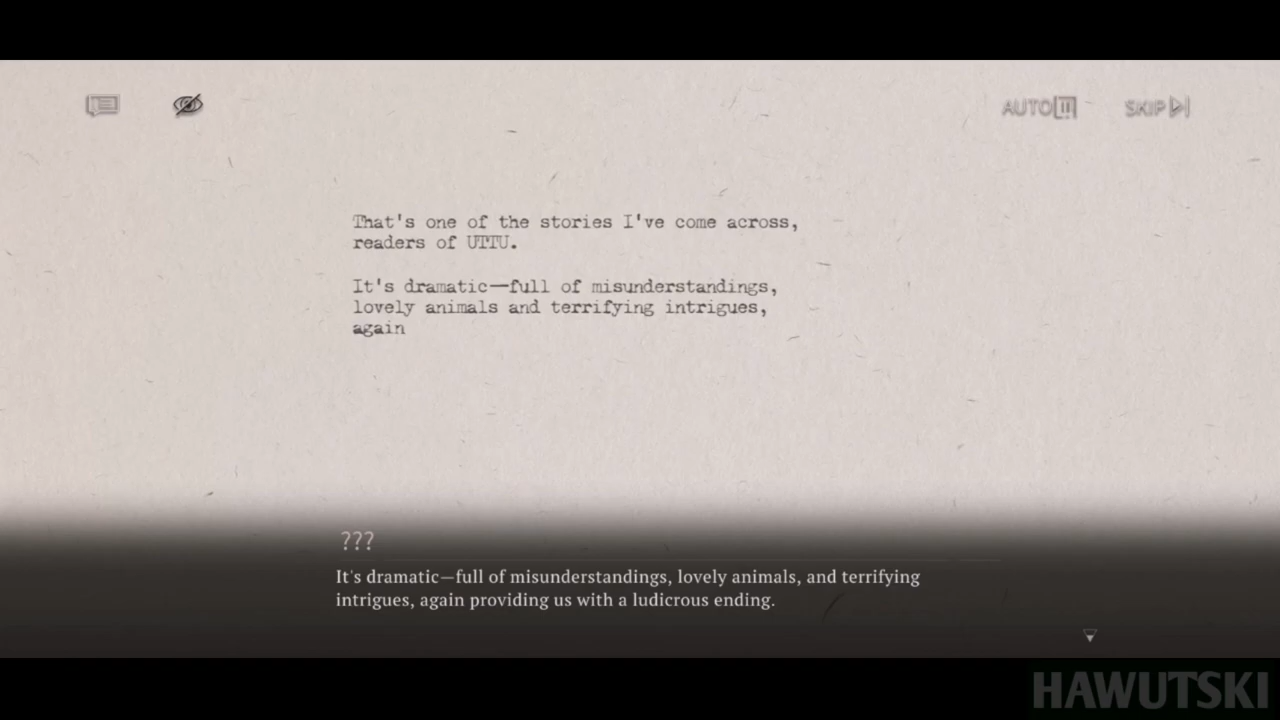 AUTO
SKIP
That's one of the stories I've come across,
readers of UTTU.
It's dramatic—full of misunderstandings,
lovely animals and terrifying intrigues,
again
???
It's dramatic—full of misunderstandings, lovely animals, and terrifying
intrigues, again providing us with a ludicrous ending.
HAWUTSKI